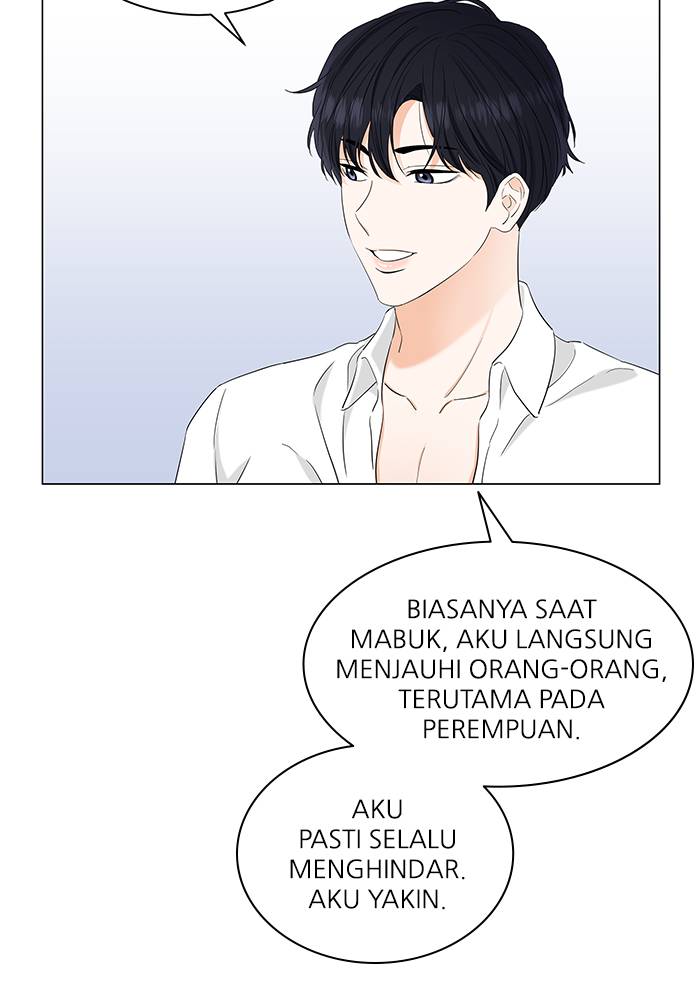 BIASANYA SAAT
MABUK, AKU LANGSUNG
MENJAUHI ORANG-ORANG,
TERUTAMA PADA
PEREMPUAN.
AKU
PASTI SELALU
MENGHINDAR.
AKU YAKIN.